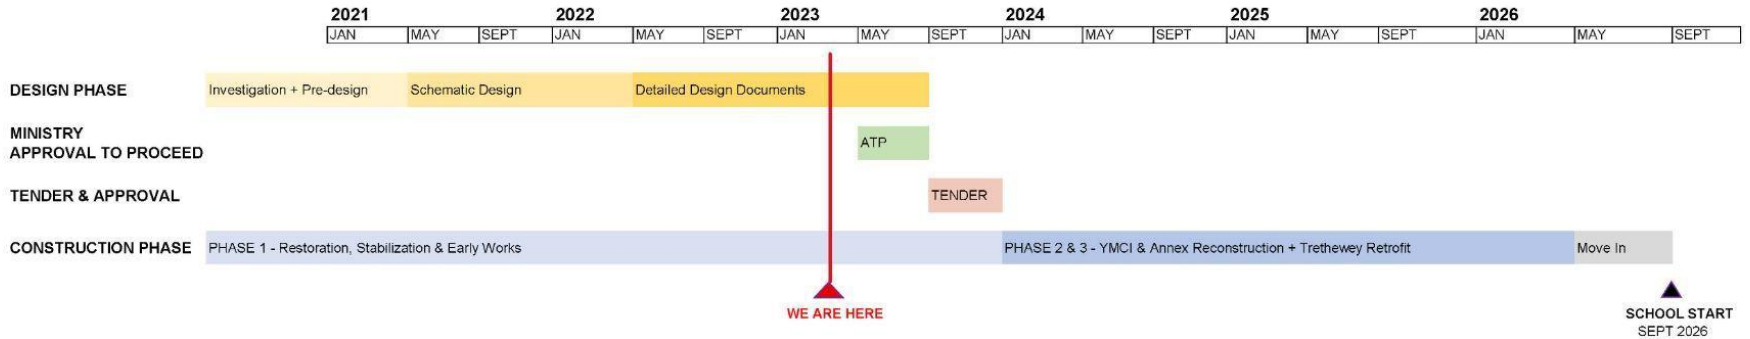 2021 2022 2023 2024 2025 2026
JAN MAY SEPT JAN MAY SEPT JAN MAY SEPT JAN MAY SEPT JAN MAY SEPT JAN MAY SEPT
DESIGN PHASE Investigation + Pre-design Schematic Design Detailed Design Documents
MINISTRY
APPROVAL TO PROCEED ATP
TENDER & APPROVAL TENDER
CONSTRUCTION PHASE PHASE 1 - Restoration, Stabilization & Early Works PHASE 2 & 3 - YMCI & Annex Reconstruction + Trethewey Retrofit Move In
WE ARE HERE SCHOOL START
SEPT 2026